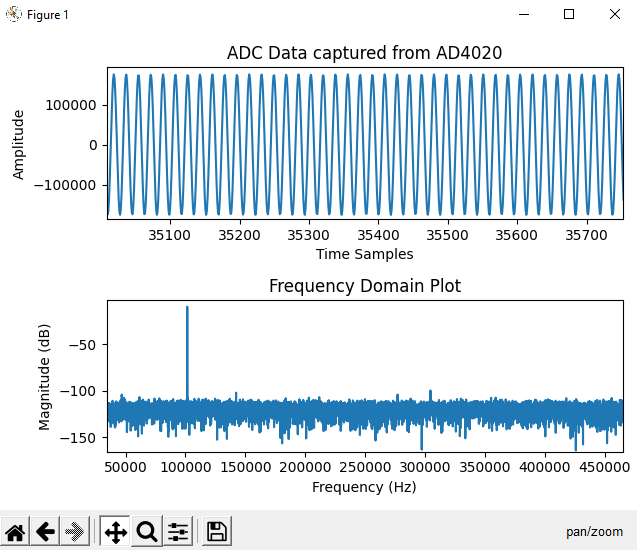 Figure 1
ADC Data captured from AD4020
Amplitude
100000
0
−100000
35100 35200 35300 35400 35500 35600 35700
Time Samples
Frequency Domain Plot
Magnitude (dB)
−50
−100
−150
50000 100000 150000 200000 250000 300000 350000 400000 450000
Frequency (Hz)
pan/zoom